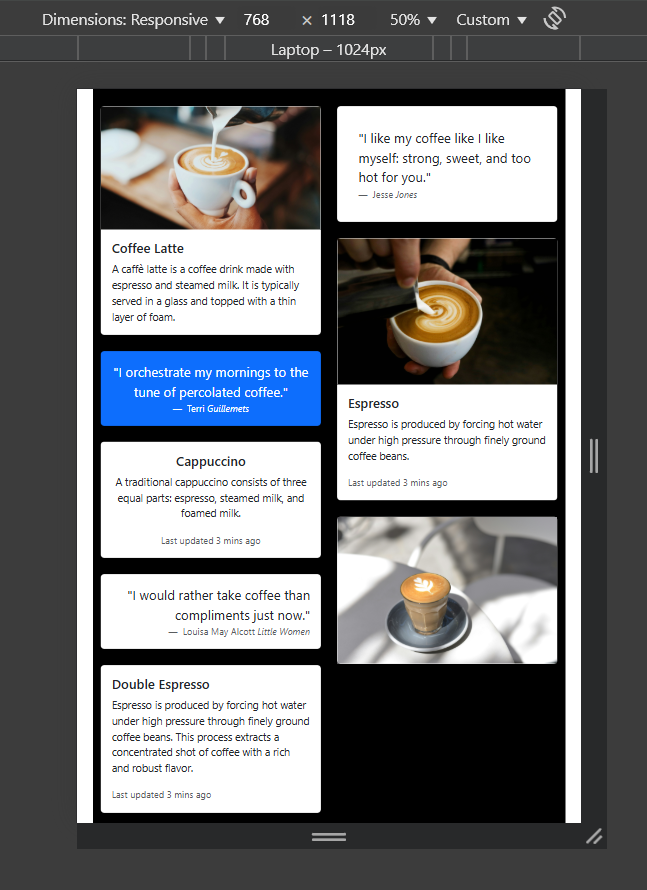 Dimensions: Responsive ▼ 768 × 1118 50% ▼ Custom ▼
Laptop – 1024px
Coffee Latte
A caffè latte is a coffee drink made with
espresso and steamed milk. It is typically
served in a glass and topped with a thin
layer of foam.
"I orchestrate my mornings to the
tune of percolated coffee."
— Terri Guillemets
Cappuccino
A traditional cappuccino consists of three
equal parts: espresso, steamed milk, and
foamed milk.
Last updated 3 mins ago
"I would rather take coffee than
compliments just now."
— Louisa May Alcott Little Women
Double Espresso
Espresso is produced by forcing hot water
under high pressure through finely ground
coffee beans. This process extracts a
concentrated shot of coffee with a rich
and robust flavor.
Last updated 3 mins ago
"I like my coffee like I like
myself: strong, sweet, and too
hot for you."
— Jesse Jones
Espresso
Espresso is produced by forcing hot water
under high pressure through finely ground
coffee beans.
Last updated 3 mins ago